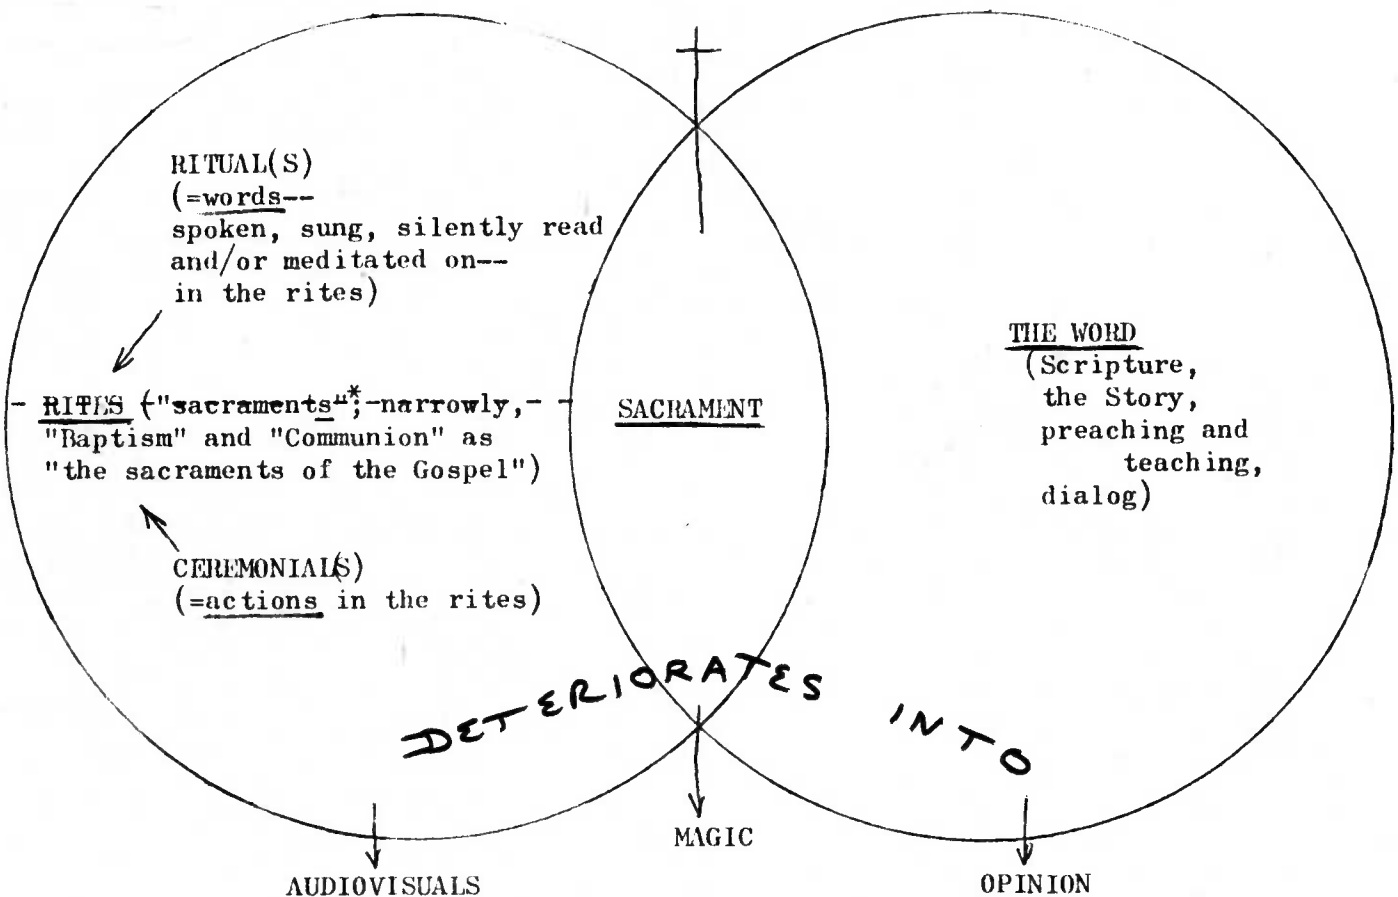 RITUAL(S)
(=words--
spoken, sung, silently read
and/or meditated on--
in the rites)
RITES ("sacraments"*; narrowly,
"Baptism" and "Communion" as
"the sacraments of the Gospel")
CEREMONIAL(S)
(=actions in the rites)
SACRAMENT
THE WORD
(Scripture,
the Story,
preaching and
teaching,
dialog)
DETERIORATES INTO
AUDIOVISUALS
MAGIC
OPINION